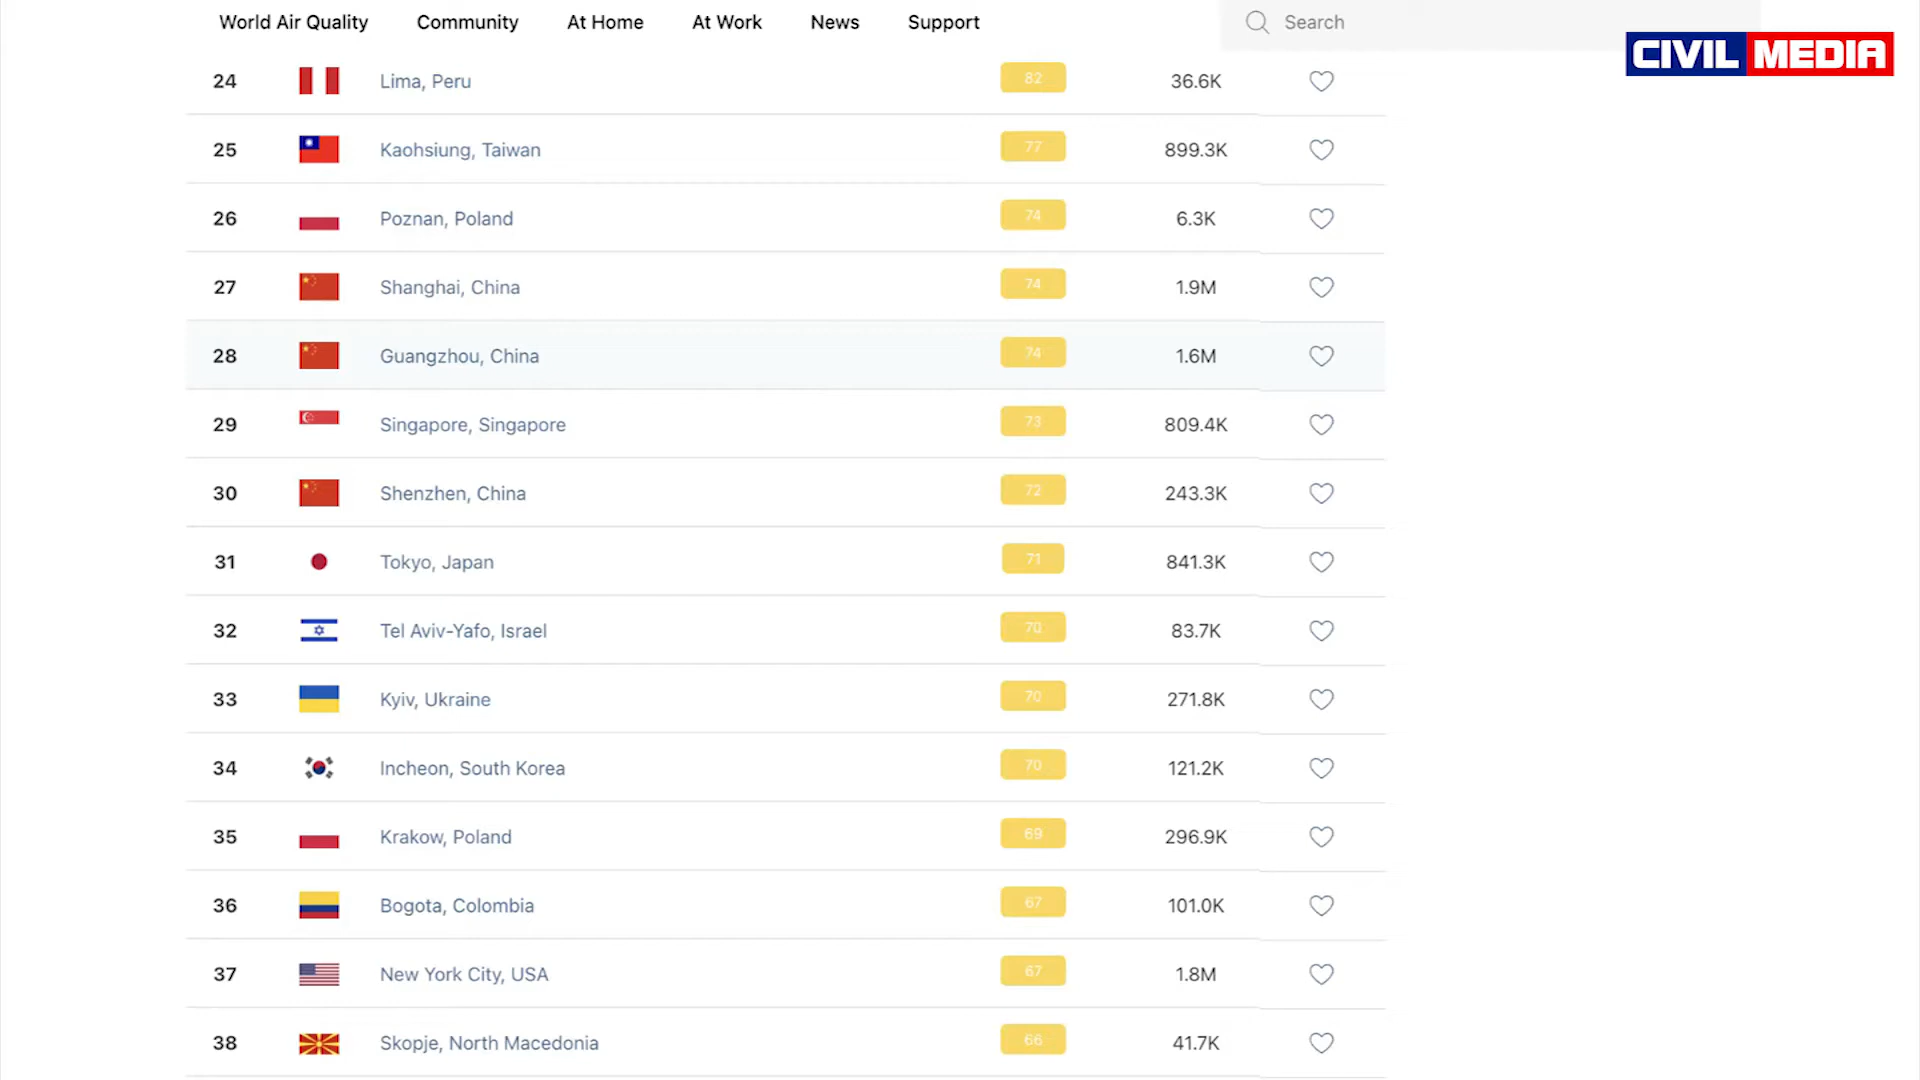 World Air Quality Community At Home At Work News Support Search
CIVIL MEDIA
24 Lima, Peru 82 36.6K
25 Kaohsiung, Taiwan 77 899.3K
26 Poznan, Poland 74 6.3K
27 Shanghai, China 74 1.9M
28 Guangzhou, China 74 1.6M
29 Singapore, Singapore 73 809.4K
30 Shenzhen, China 72 243.3K
31 Tokyo, Japan 71 841.3K
32 Tel Aviv-Yafo, Israel 70 83.7K
33 Kyiv, Ukraine 70 271.8K
34 Incheon, South Korea 70 121.2K
35 Krakow, Poland 69 296.9K
36 Bogota, Colombia 67 101.0K
37 New York City, USA 67 1.8M
38 Skopje, North Macedonia 66 41.7K